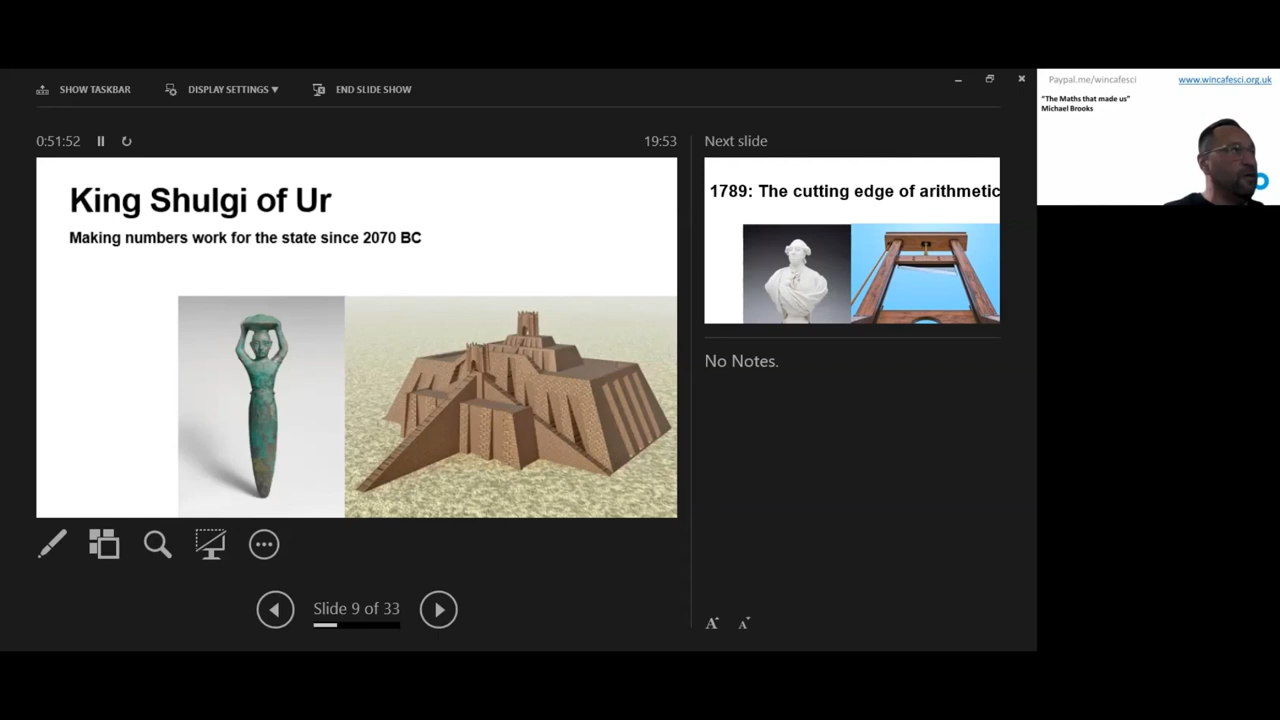 SHOW TASKBAR
DISPLAY SETTINGS ▼
END SLIDE SHOW
0:51:52
19:53
King Shulgi of Ur
Making numbers work for the state since 2070 BC
Slide 9 of 33
Next slide
1789: The cutting edge of arithmetic
No Notes.
A A
Paypal.me/wincafesci
www.wincafesci.org.uk
"The Maths that made us"
Michael Brooks